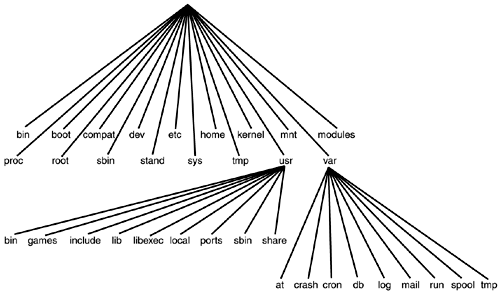 bin boot compat dev etc home kernel mnt modules
proc root sbin stand sys tmp usr var
bin games include lib libexec local ports sbin share
at crash cron db log mail run spool tmp